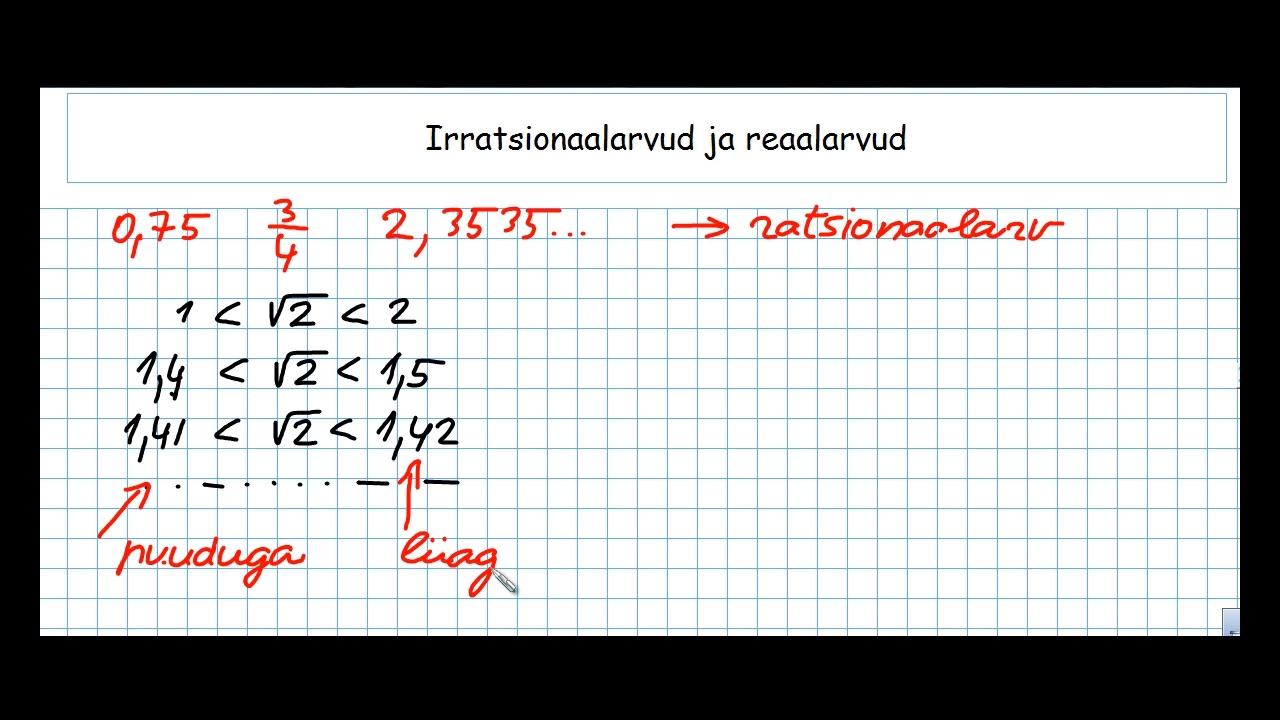 Irratsionaalarvud ja reaalarvud
0,75 3/4 2,3535... → ratsionaalarv
1 < √2 < 2
1,4 < √2 < 1,5
1,41 < √2 < 1,42
puuduga liiag